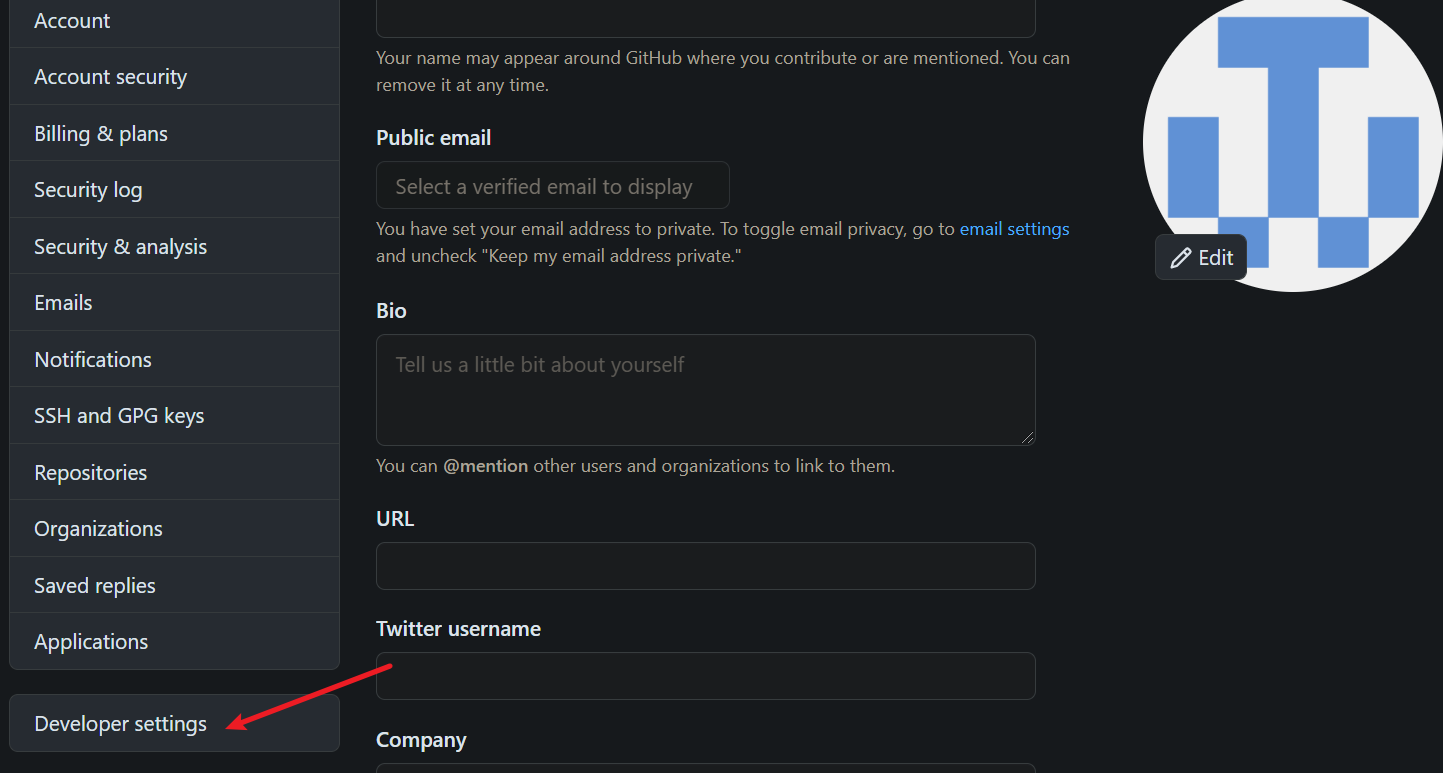 Account
Account security
Billing & plans
Security log
Security & analysis
Emails
Notifications
SSH and GPG keys
Repositories
Organizations
Saved replies
Applications
Developer settings
Your name may appear around GitHub where you contribute or are mentioned. You can
remove it at any time.
Public email
Select a verified email to display
You have set your email address to private. To toggle email privacy, go to email settings
and uncheck "Keep my email address private."
Bio
Tell us a little bit about yourself
You can @mention other users and organizations to link to them.
URL
Twitter username
Company
Edit